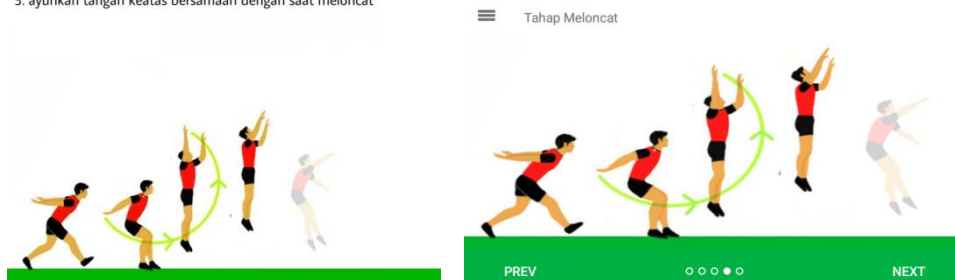 3. ayunkan tangan keatas bersamaan dengan saat meloncat
Tahap Meloncat
PREV
NEXT